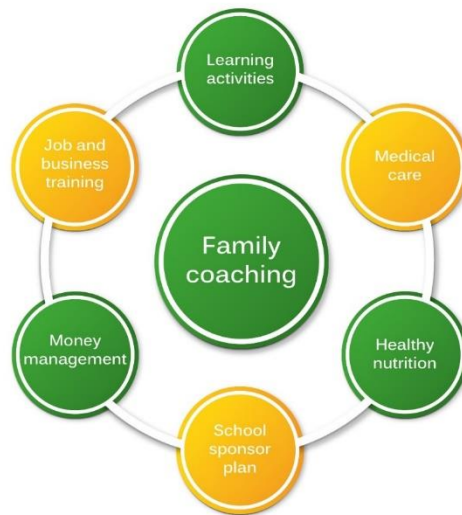 Learning
activities
Job and
business
training
Medical
care
Family
coaching
Money
management
Healthy
nutrition
School
sponsor
plan